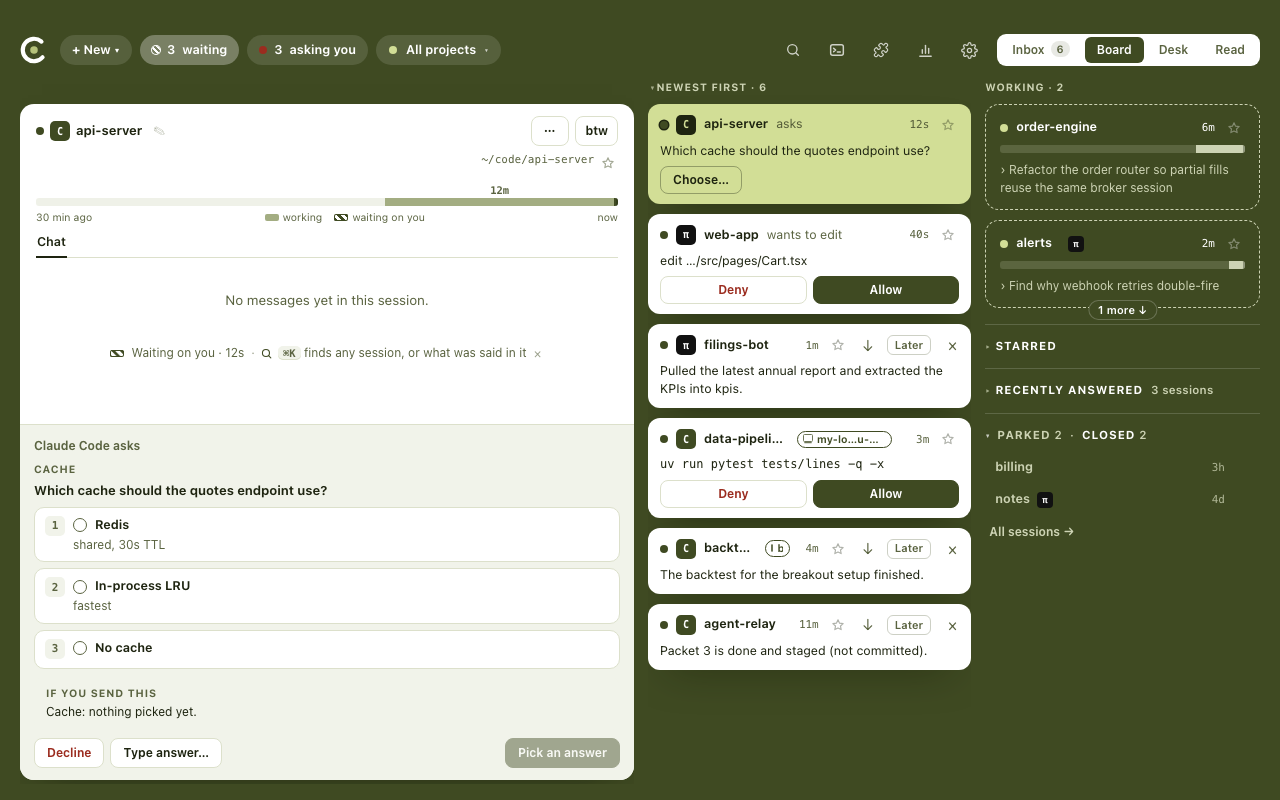 + New ▾
3 waiting
3 asking you
All projects
Inbox 6
Board
Desk
Read
C api-server
···
btw
~/code/api-server
12m
30 min ago
working
waiting on you
now
Chat
No messages yet in this session.
Waiting on you · 12s · ⌘K finds any session, or what was said in it ×
Claude Code asks
CACHE
Which cache should the quotes endpoint use?
1 Redis
shared, 30s TTL
2 In-process LRU
fastest
3 No cache
IF YOU SEND THIS
Cache: nothing picked yet.
Decline
Type answer...
Pick an answer
NEWEST FIRST · 6
C api-server asks 12s
Which cache should the quotes endpoint use?
Choose...
π web-app wants to edit 40s
edit .../src/pages/Cart.tsx
Deny
Allow
π filings-bot 1m ↓ Later ×
Pulled the latest annual report and extracted the
KPIs into kpis.
C data-pipeli... my-lo...u-... 3m
uv run pytest tests/lines -q -x
Deny
Allow
C backt... 4m ↓ Later ×
The backtest for the breakout setup finished.
C agent-relay 11m ↓ Later ×
Packet 3 is done and staged (not committed).
WORKING · 2
order-engine 6m
› Refactor the order router so partial fills
reuse the same broker session
alerts π 2m
› Find why webhook retries double-fire
1 more ↓
STARRED
RECENTLY ANSWERED 3 sessions
PARKED 2 · CLOSED 2
billing 3h
notes π 4d
All sessions →